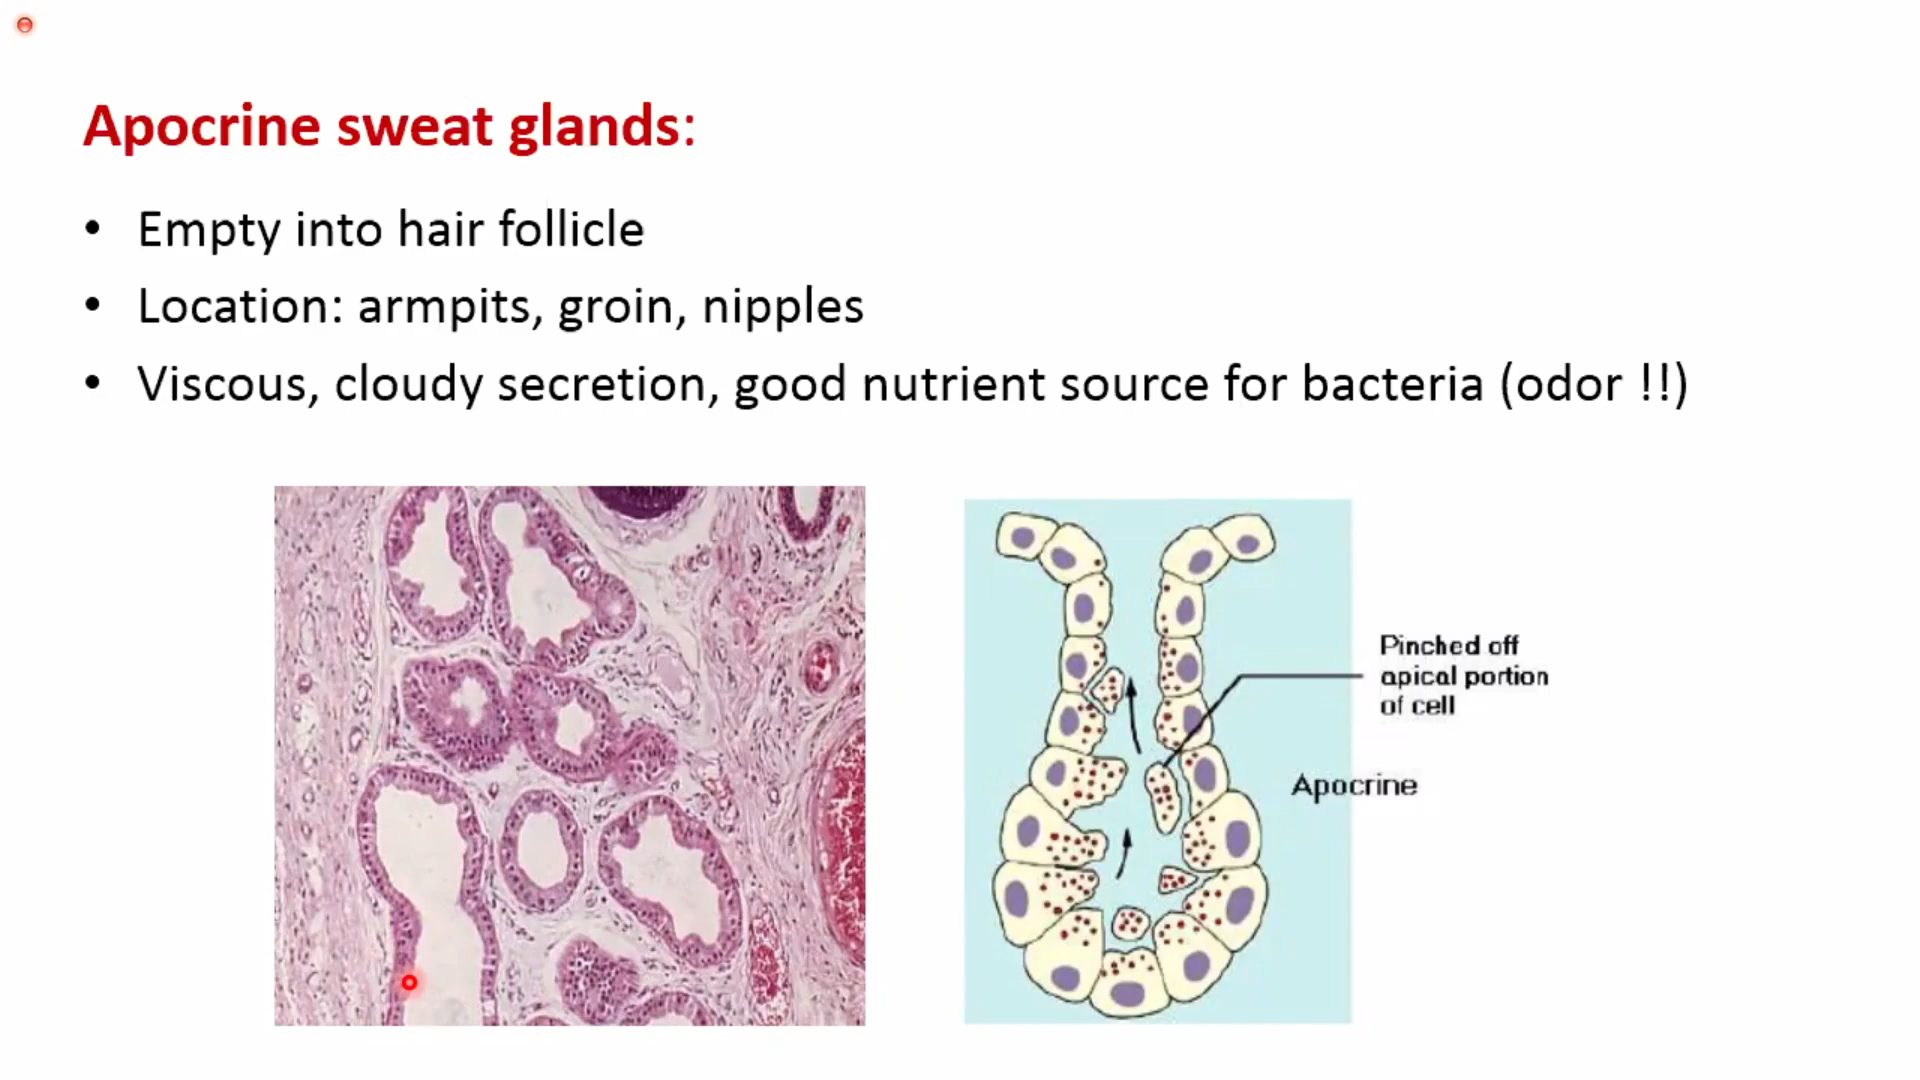 Apocrine sweat glands:
• Empty into hair follicle
• Location: armpits, groin, nipples
• Viscous, cloudy secretion, good nutrient source for bacteria (odor !!)
Pinched off
apical portion
of cell
Apocrine